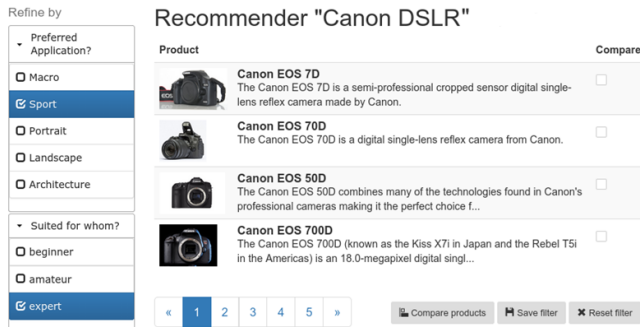 Refine by
Preferred
Application?
Macro
Sport
Portrait
Landscape
Architecture
Suited for whom?
beginner
amateur
expert
Recommender "Canon DSLR"
Product Compare
Canon EOS 7D
The Canon EOS 7D is a semi-professional cropped sensor digital single-
lens reflex camera made by Canon.
Canon EOS 70D
The Canon EOS 70D is a digital single-lens reflex camera from Canon.
Canon EOS 50D
The Canon EOS 50D combines many of the technologies found in Canon's
professional cameras making it the perfect choice f...
Canon EOS 700D
The Canon EOS 700D (known as the Kiss X7i in Japan and the Rebel T5i
in the Americas) is an 18.0-megapixel digital singl...
« 1 2 3 4 5 »
Compare products Save filter Reset filter